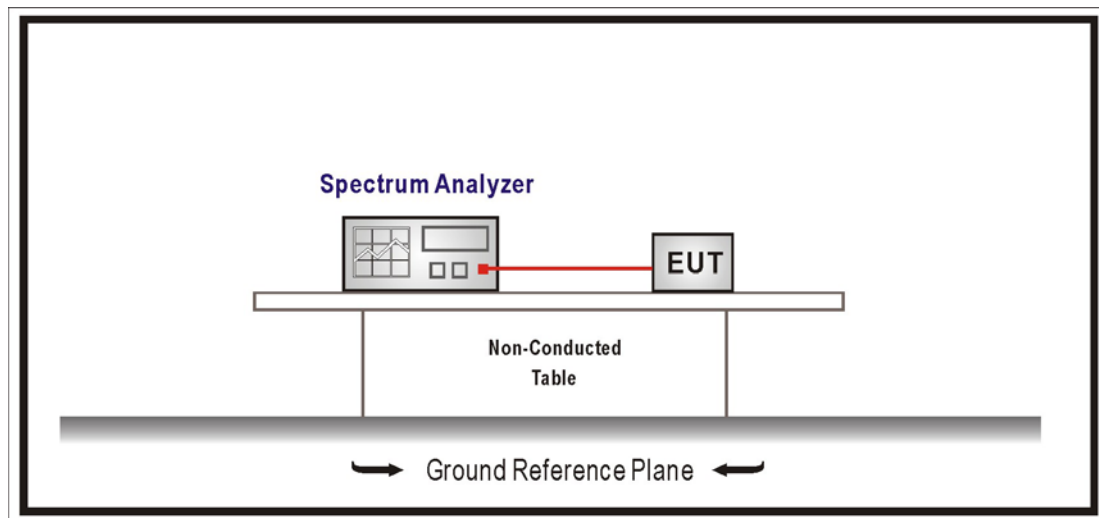 Spectrum Analyzer
EUT
Non-Conducted
Table
Ground Reference Plane